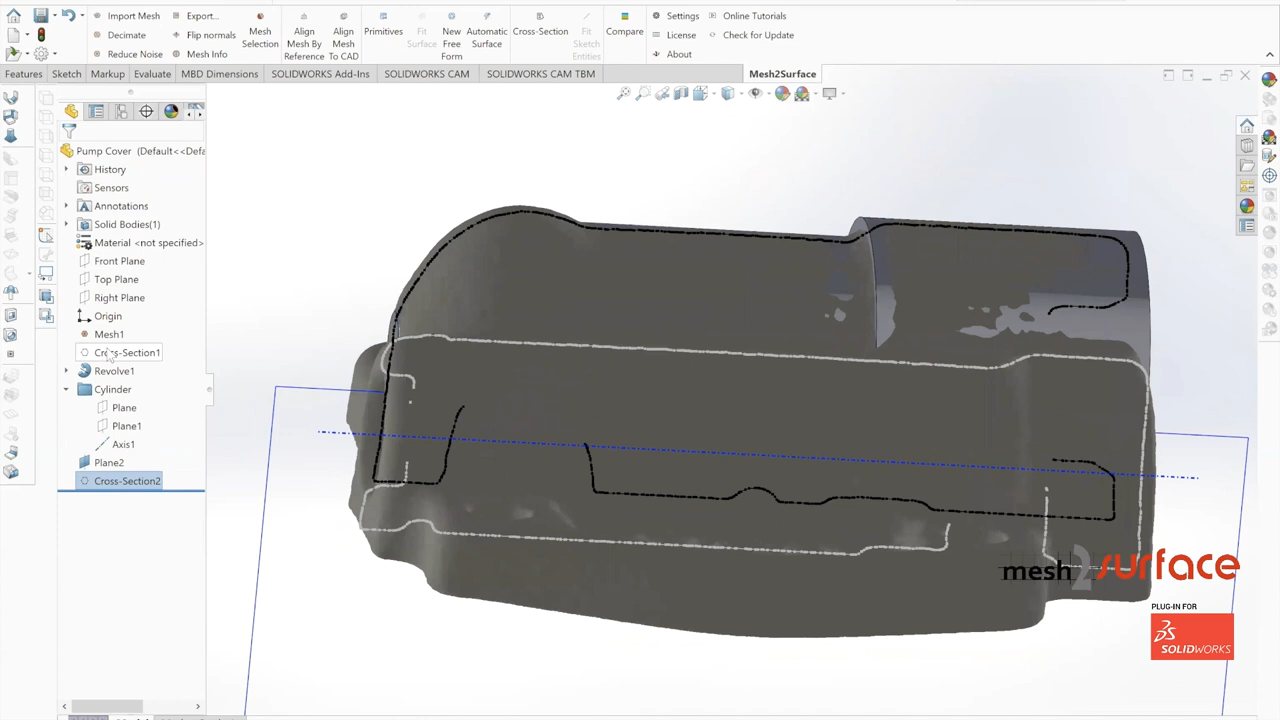 Import Mesh
Export...
Decimate
Flip normals
Reduce Noise
Mesh Info
Mesh
Selection
Align
Mesh By
Reference
Align
Mesh
To CAD
Primitives
Fit
Surface
New
Free
Form
Automatic
Surface
Cross-Section
Fit
Sketch
Entities
Compare
Settings
Online Tutorials
License
Check for Update
About
Features
Sketch
Markup
Evaluate
MBD Dimensions
SOLIDWORKS Add-Ins
SOLIDWORKS CAM
SOLIDWORKS CAM TBM
Mesh2Surface
Pump Cover (Default<<Defa
History
Sensors
Annotations
Solid Bodies(1)
Material <not specified>
Front Plane
Top Plane
Right Plane
Origin
Mesh1
Cross-Section1
Revolve1
Cylinder
Plane
Plane1
Axis1
Plane2
Cross-Section2
mesh2surface
PLUG-IN FOR
SOLIDWORKS